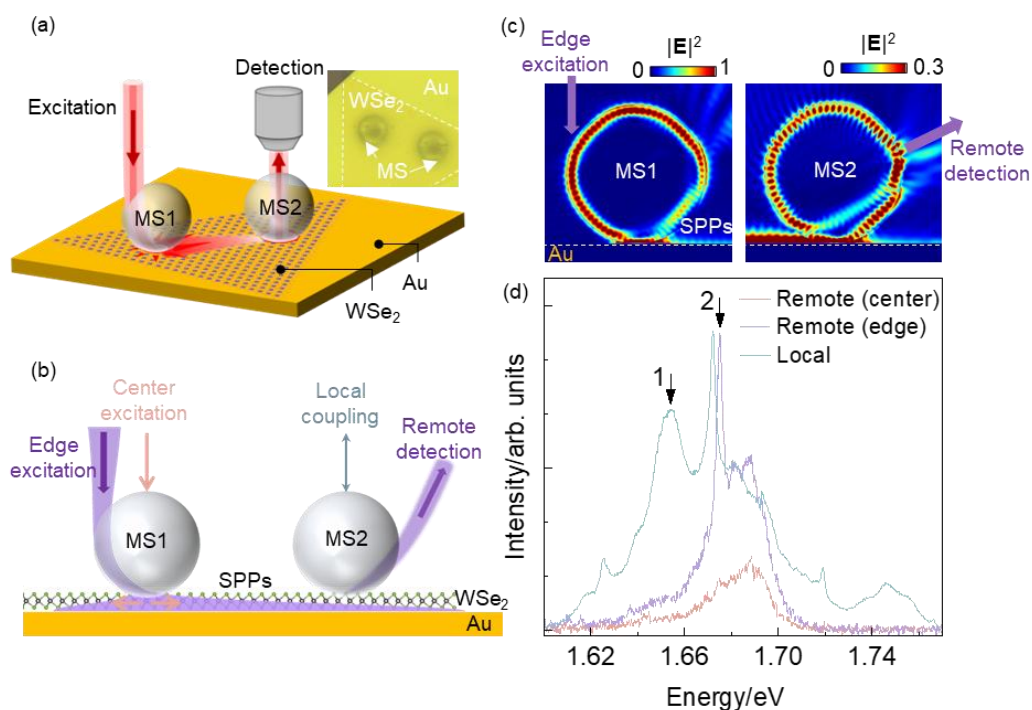 (a)
Excitation
Detection
WSe2
Au
MS
MS1
MS2
Au
WSe2
(b)
Center
excitation
Edge
excitation
Local
coupling
Remote
detection
MS1
MS2
SPPs
WSe2
Au
(c)
Edge
excitation
|E|2
0 1
|E|2
0 0.3
MS1
SPPs
Au
MS2
Remote
detection
(d)
Intensity/arb. units
1
2
Remote (center)
Remote (edge)
Local
1.62 1.66 1.70 1.74
Energy/eV